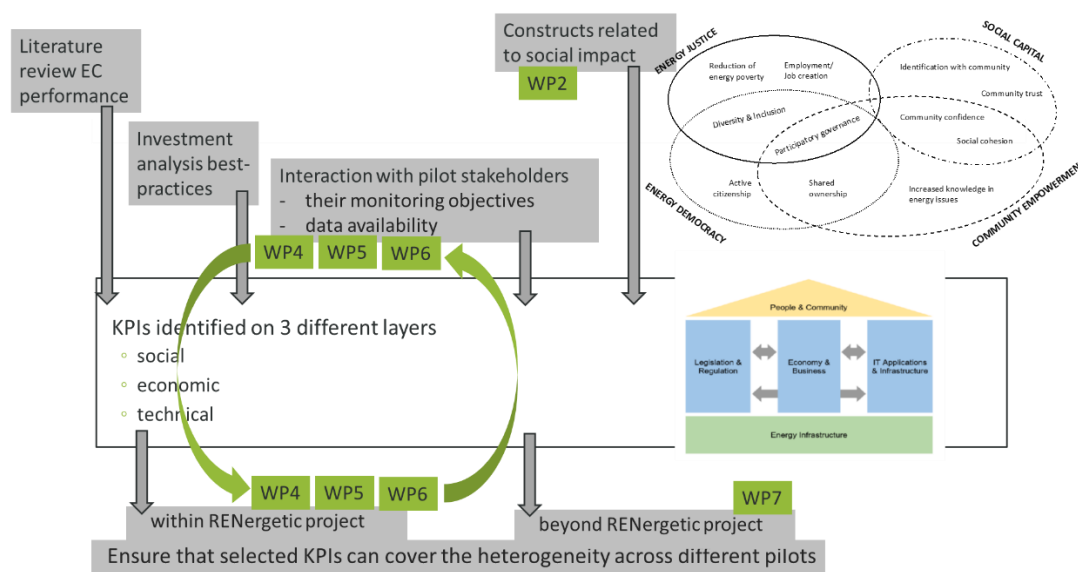 Literature
review EC
performance
Investment
analysis best-
practices
Interaction with pilot stakeholders
- their monitoring objectives
- data availability
Constructs related
to social impact
WP2
ENERGY JUSTICE
SOCIAL CAPITAL
Reduction of
energy poverty
Employment/
Job creation
Identification with community
Community trust
Diversity & Inclusion
Participatory governance
Community confidence
Social cohesion
Active
citizenship
Shared
ownership
Increased knowledge in
energy issues
ENERGY DEMOCRACY
COMMUNITY EMPOWERMEN
WP4 WP5 WP6
KPIs identified on 3 different layers
◦ social
◦ economic
◦ technical
People & Community
Legislation &
Regulation
Economy &
Business
IT Applications
& Infrastructure
Energy Infrastructure
WP4 WP5 WP6
WP7
within RENergetic project
beyond RENergetic project
Ensure that selected KPIs can cover the heterogeneity across different pilots